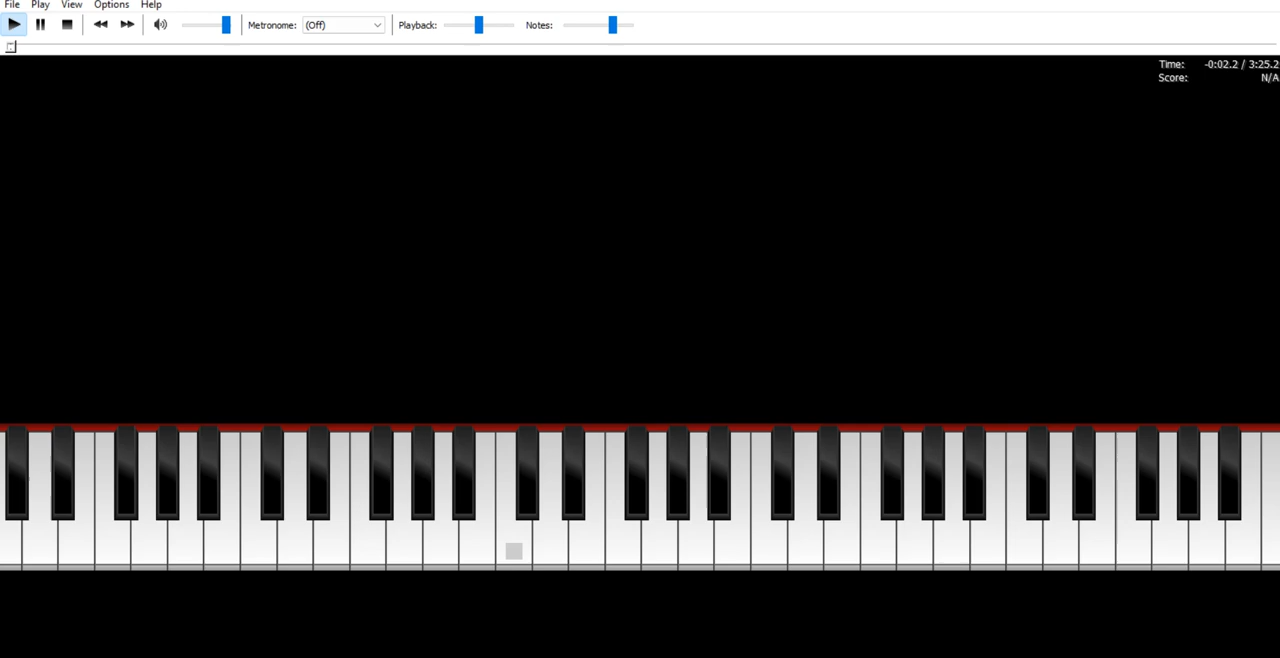 File Play View Options Help
Metronome: (Off) Playback: Notes:
Time: -0:02.2 / 3:25.2
Score: N/A